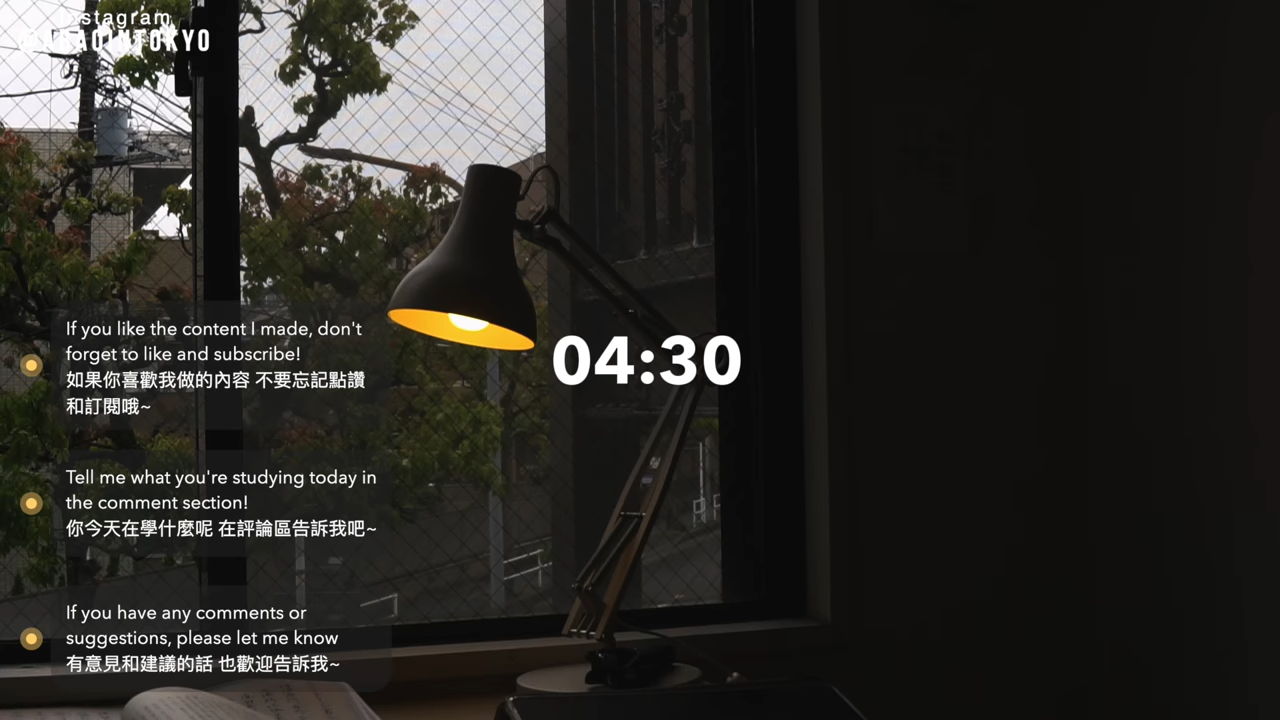 Instagram
If you like the content I made, don't
forget to like and subscribe!
如果你喜歡我做的內容 不要忘記點讚
和訂閱哦~
04:30
Tell me what you're studying today in
the comment section!
你今天在學什麼呢 在評論區告訴我吧~
If you have any comments or
suggestions, please let me know
有意見和建議的話 也歡迎告訴我~